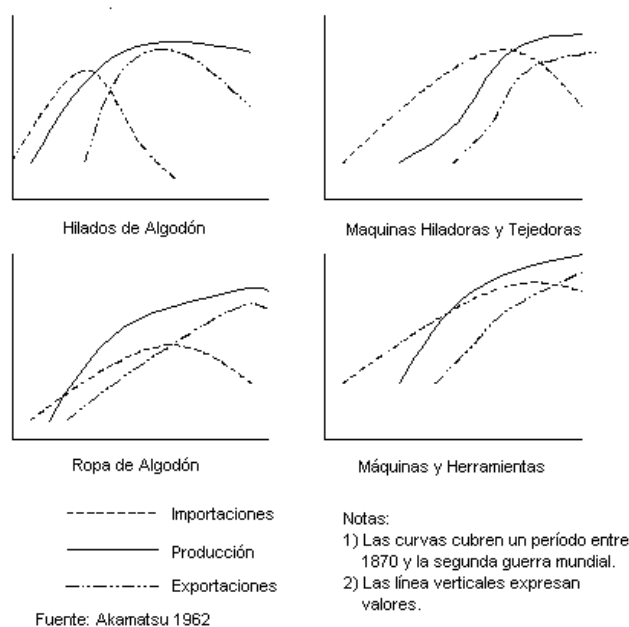 Hilados de Algodón
Maquinas Hiladoras y Tejedoras
Ropa de Algodón
Máquinas y Herramientas
Importaciones
Producción
Exportaciones
Fuente: Akamatsu 1962
Notas:
1) Las curvas cubren un período entre
1870 y la segunda guerra mundial.
2) Las línea verticales expresan
valores.